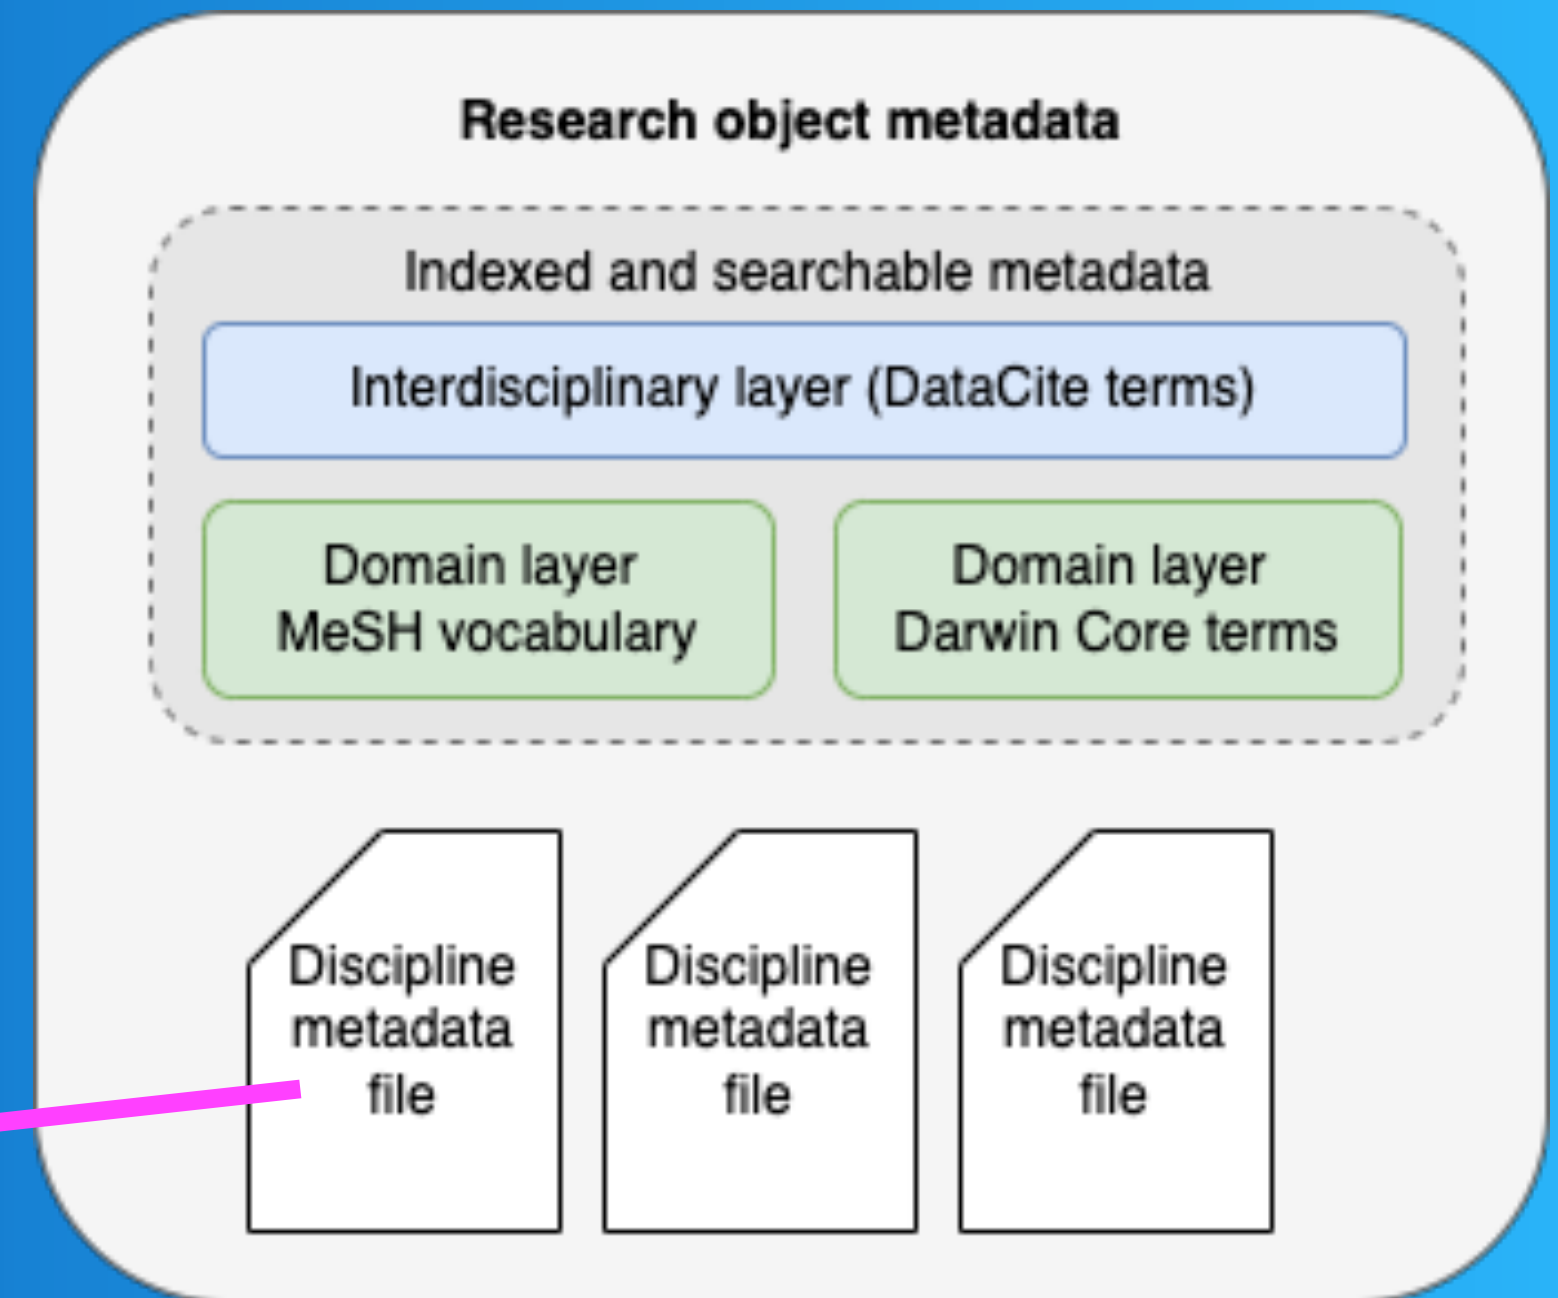 Research object metadata
Indexed and searchable metadata
Interdisciplinary layer (DataCite terms)
Domain layer
MeSH vocabulary
Domain layer
Darwin Core terms
Discipline
metadata
file
Discipline
metadata
file
Discipline
metadata
file